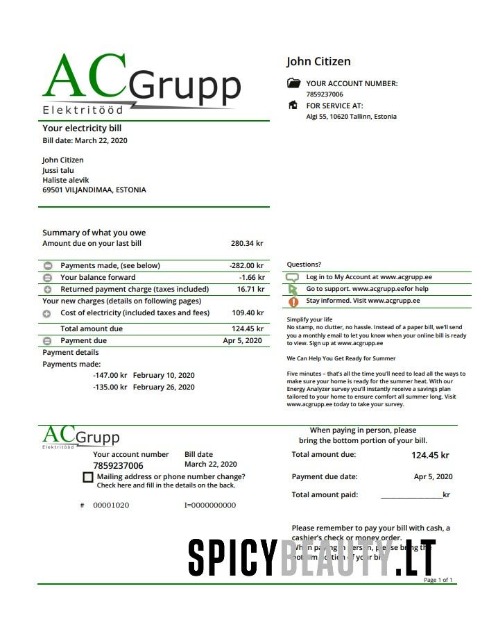 ACGrupp
Elektritööd
John Citizen
YOUR ACCOUNT NUMBER:
7859237006
FOR SERVICE AT:
Algi 55, 10620 Tallinn, Estonia
Your electricity bill
Bill date: March 22, 2020
John Citizen
Jussi talu
Haliste alevik
69501 VILJANDIMAA, ESTONIA
Summary of what you owe
Amount due on your last bill 280.34 kr
Payments made, (see below) -282.00 kr
Your balance forward -1.66 kr
Returned payment charge (taxes included) 16.71 kr
Your new charges (details on following pages)
Cost of electricity (included taxes and fees) 109.40 kr
Total amount due 124.45 kr
Payment due Apr 5, 2020
Payment details
Payments made:
-147.00 kr February 10, 2020
-135.00 kr February 26, 2020
Questions?
Log in to My Account at www.acgrupp.ee
Go to support. www.acgrupp.eefor help
Stay informed. Visit www.acgrupp.ee
Simplify your life
No stamp, no clutter, no hassle. Instead of a paper bill, we'll send
you a monthly email to let you know when your online bill is ready
to view. Sign up at www.acgrupp.ee
We Can Help You Get Ready for Summer
Five minutes – that's all the time you'll need to load all the ways to
make sure your home is ready for the summer heat. With our
Energy Analyzer survey you'll instantly receive a savings plan
tailored to your home to ensure comfort all summer long. Visit
www.acgrupp.ee today to take your survey.
ACGrupp
Elektritööd
Your account number Bill date
7859237006 March 22, 2020
Mailing address or phone number change?
Check here and fill in the details on the back.
# 00001020 I=0000000000
When paying in person, please
bring the bottom portion of your bill.
Total amount due: 124.45 kr
Payment due date: Apr 5, 2020
Total amount paid: ________________kr
Please remember to pay your bill with cash, a
cashier's check or money order.
When paying in person, please bring the
bottom portion of your bill
SPICYBEAUTY.LT
Page 1 of 1